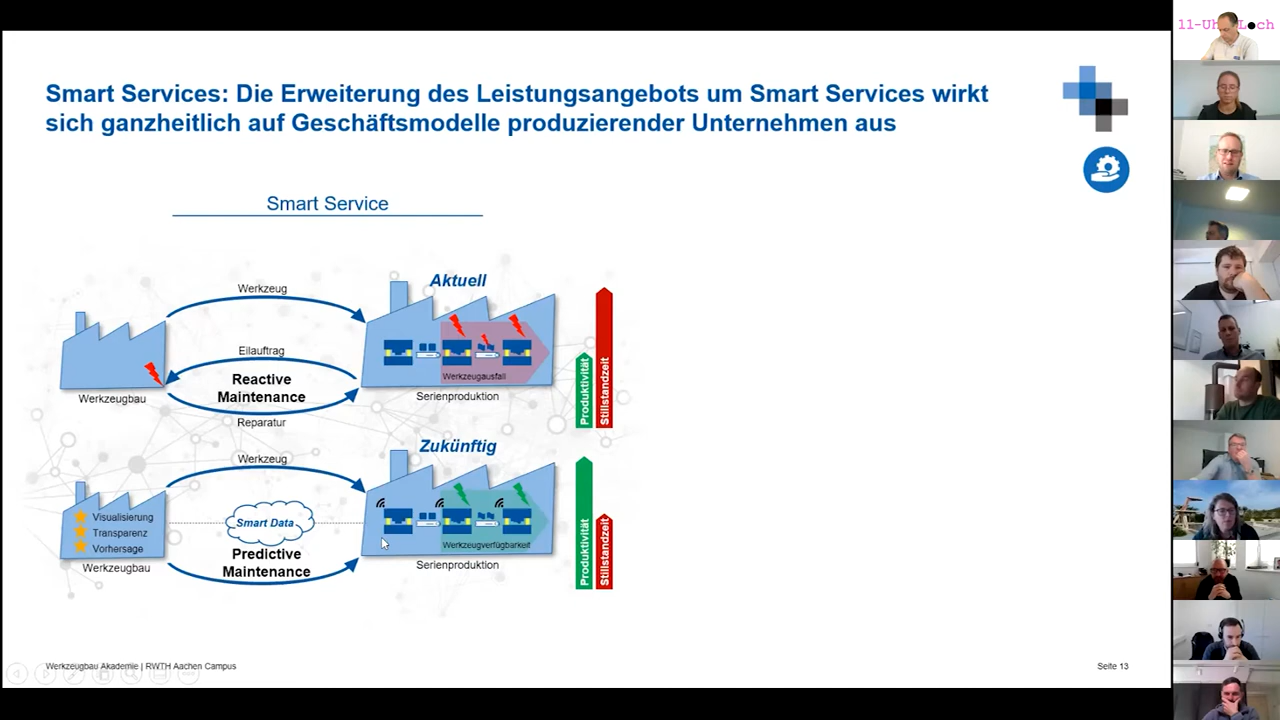 Smart Services: Die Erweiterung des Leistungsangebots um Smart Services wirkt
sich ganzheitlich auf Geschäftsmodelle produzierender Unternehmen aus
Smart Service
Aktuell
Werkzeug
Eilauftrag
Reactive
Maintenance
Reparatur
Werkzeugbau
Werkzeugausfall
Serienproduktion
Produktivität
Stillstandzeit
Zukünftig
Werkzeug
Visualisierung
Transparenz
Vorhersage
Smart Data
Predictive
Maintenance
Werkzeugbau
Werkzeugverfügbarkeit
Serienproduktion
Produktivität
Stillstandzeit
Werkzeugbau Akademie | RWTH Aachen Campus
Seite 13